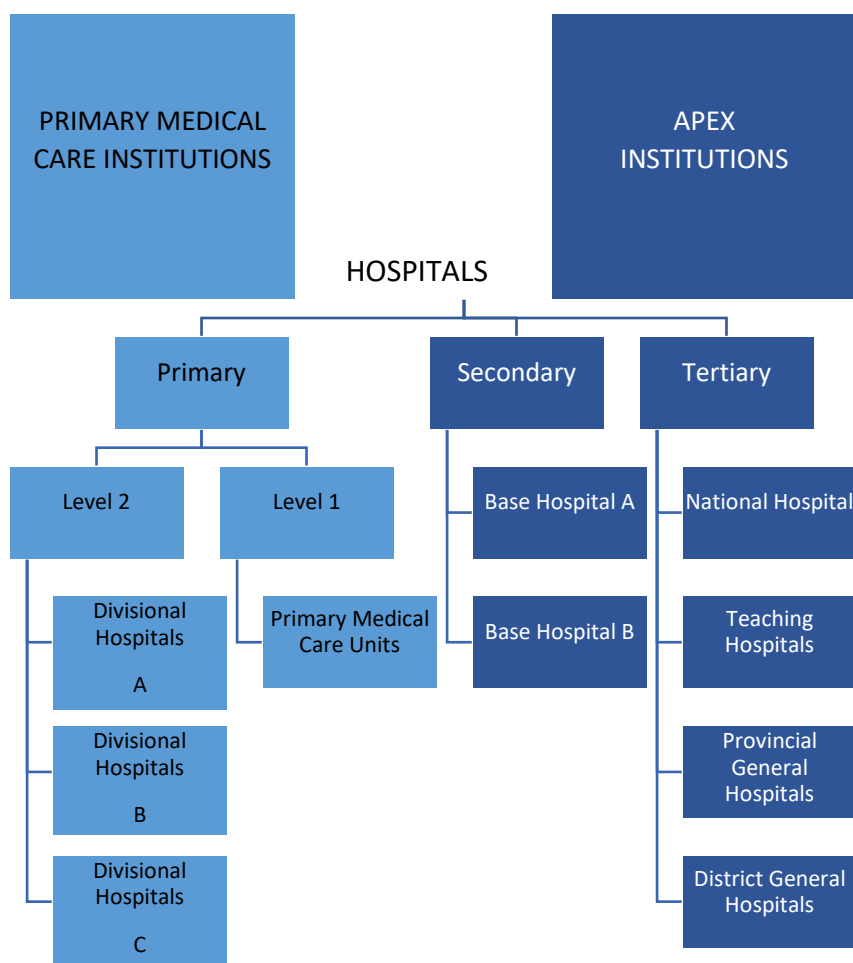 PRIMARY MEDICAL
CARE INSTITUTIONS
APEX
INSTITUTIONS
HOSPITALS
Primary
Secondary
Tertiary
Level 2
Level 1
Base Hospital A
National Hospital
Divisional
Hospitals
A
Primary Medical
Care Units
Base Hospital B
Teaching
Hospitals
Divisional
Hospitals
B
Provincial
General
Hospitals
Divisional
Hospitals
C
District General
Hospitals